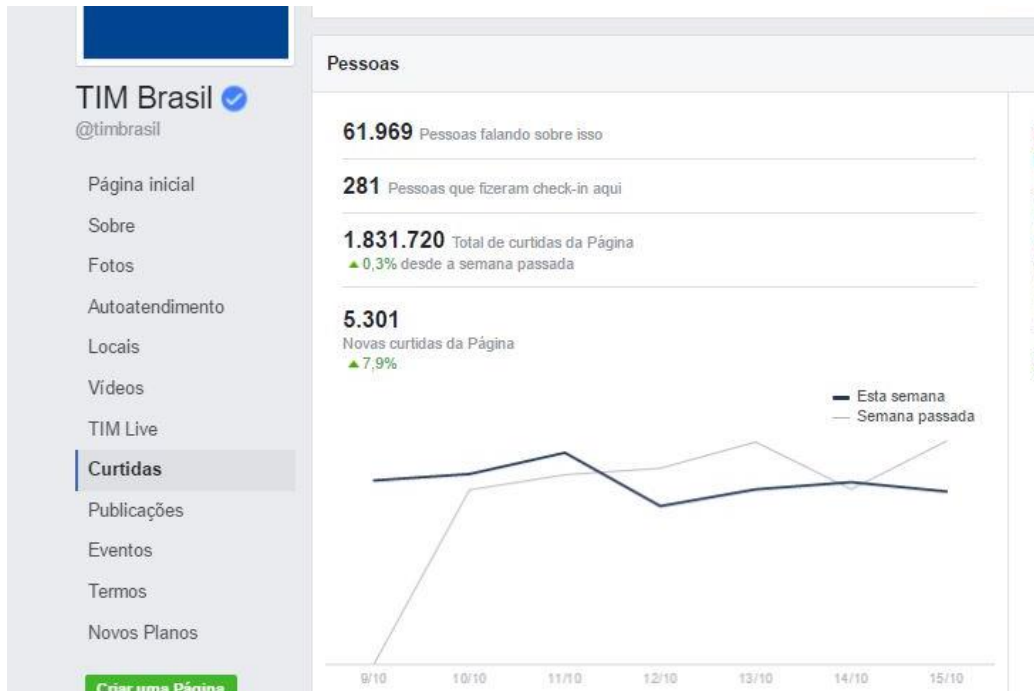 TIM Brasil
@timbrasil
Página inicial
Sobre
Fotos
Autoatendimento
Locais
Vídeos
TIM Live
Curtidas
Publicações
Eventos
Termos
Novos Planos
Criar uma Página
Pessoas
61.969 Pessoas falando sobre isso
281 Pessoas que fizeram check-in aqui
1.831.720 Total de curtidas da Página
0,3% desde a semana passada
5.301
Novas curtidas da Página
7,9%
Esta semana
Semana passada
9/10 10/10 11/10 12/10 13/10 14/10 15/10